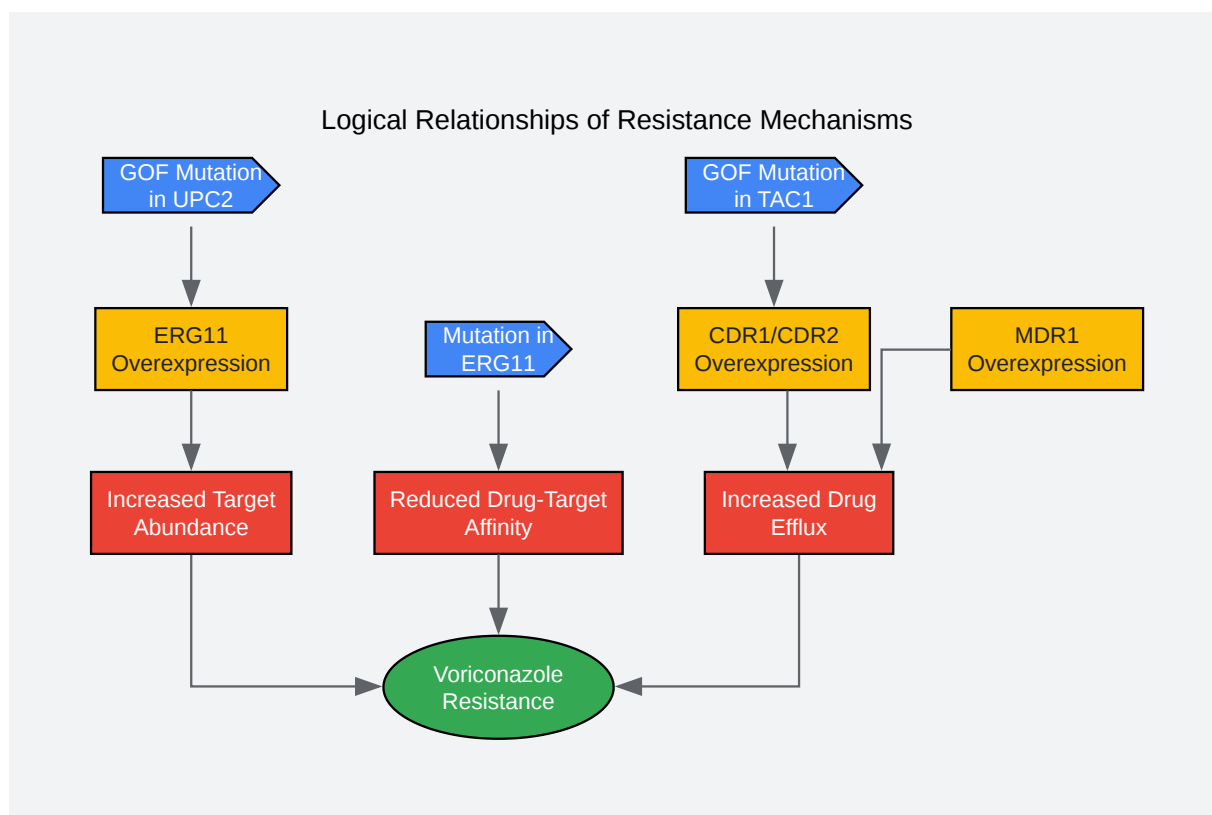 Logical Relationships of Resistance Mechanisms
GOF Mutation
in UPC2
GOF Mutation
in TAC1
ERG11
Overexpression
Mutation in
ERG11
CDR1/CDR2
Overexpression
MDR1
Overexpression
Increased Target
Abundance
Reduced Drug-Target
Affinity
Increased Drug
Efflux
Voriconazole
Resistance